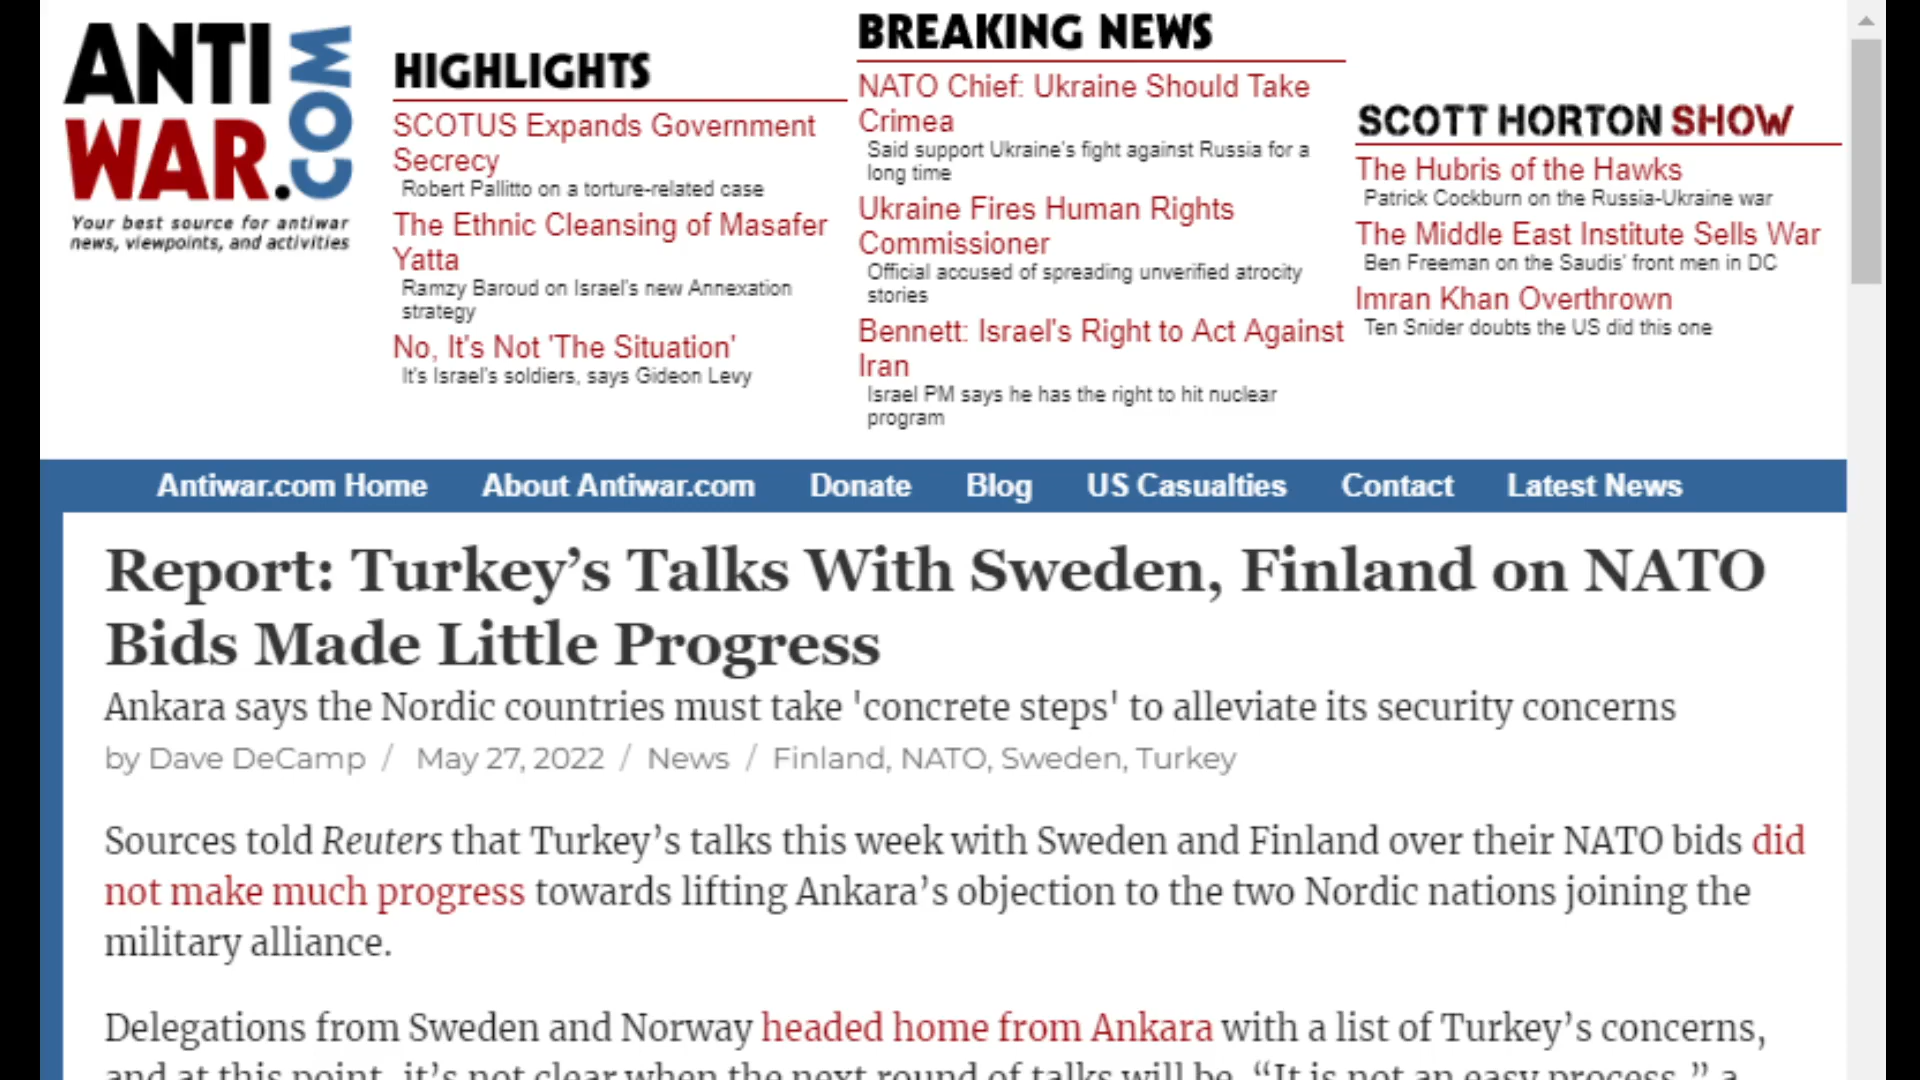 ANTI
WAR.COM
Your best source for antiwar
news, viewpoints, and activities
HIGHLIGHTS
SCOTUS Expands Government
Secrecy
Robert Pallitto on a torture-related case
The Ethnic Cleansing of Masafer
Yatta
Ramzy Baroud on Israel's new Annexation
strategy
No, It's Not 'The Situation'
It's Israel's soldiers, says Gideon Levy
BREAKING NEWS
NATO Chief: Ukraine Should Take
Crimea
Said support Ukraine's fight against Russia for a
long time
Ukraine Fires Human Rights
Commissioner
Official accused of spreading unverified atrocity
stories
Bennett: Israel's Right to Act Against
Iran
Israel PM says he has the right to hit nuclear
program
SCOTT HORTON SHOW
The Hubris of the Hawks
Patrick Cockburn on the Russia-Ukraine war
The Middle East Institute Sells War
Ben Freeman on the Saudis' front men in DC
Imran Khan Overthrown
Ten Snider doubts the US did this one
Antiwar.com Home About Antiwar.com Donate Blog US Casualties Contact Latest News
Report: Turkey’s Talks With Sweden, Finland on NATO
Bids Made Little Progress
Ankara says the Nordic countries must take 'concrete steps' to alleviate its security concerns
by Dave DeCamp / May 27, 2022 / News / Finland, NATO, Sweden, Turkey
Sources told Reuters that Turkey’s talks this week with Sweden and Finland over their NATO bids did
not make much progress towards lifting Ankara’s objection to the two Nordic nations joining the
military alliance.
Delegations from Sweden and Norway headed home from Ankara with a list of Turkey’s concerns,
and at this point, it’s not clear when the next round of talks will be. “It is not an easy process,” a